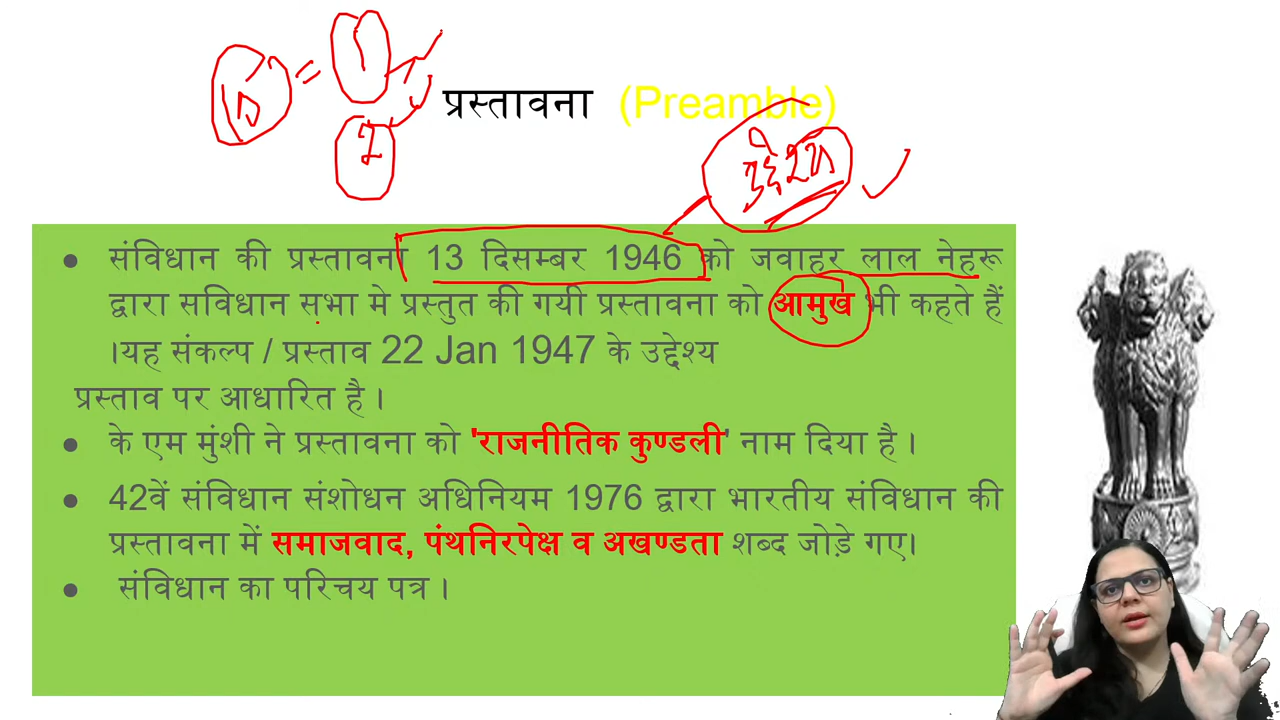 प्रस्तावना (Preamble)
उद्देश्य
● संविधान की प्रस्तावना 13 दिसम्बर 1946 को जवाहर लाल नेहरू
द्वारा सविधान सभा मे प्रस्तुत की गयी प्रस्तावना को आमुख भी कहते हैं
।यह संकल्प / प्रस्ताव 22 Jan 1947 के उद्देश्य
प्रस्ताव पर आधारित है।
● के एम मुंशी ने प्रस्तावना को 'राजनीतिक कुण्डली' नाम दिया है।
● 42वें संविधान संशोधन अधिनियम 1976 द्वारा भारतीय संविधान की
प्रस्तावना में समाजवाद, पंथनिरपेक्ष व अखण्डता शब्द जोड़े गए।
● संविधान का परिचय पत्र।